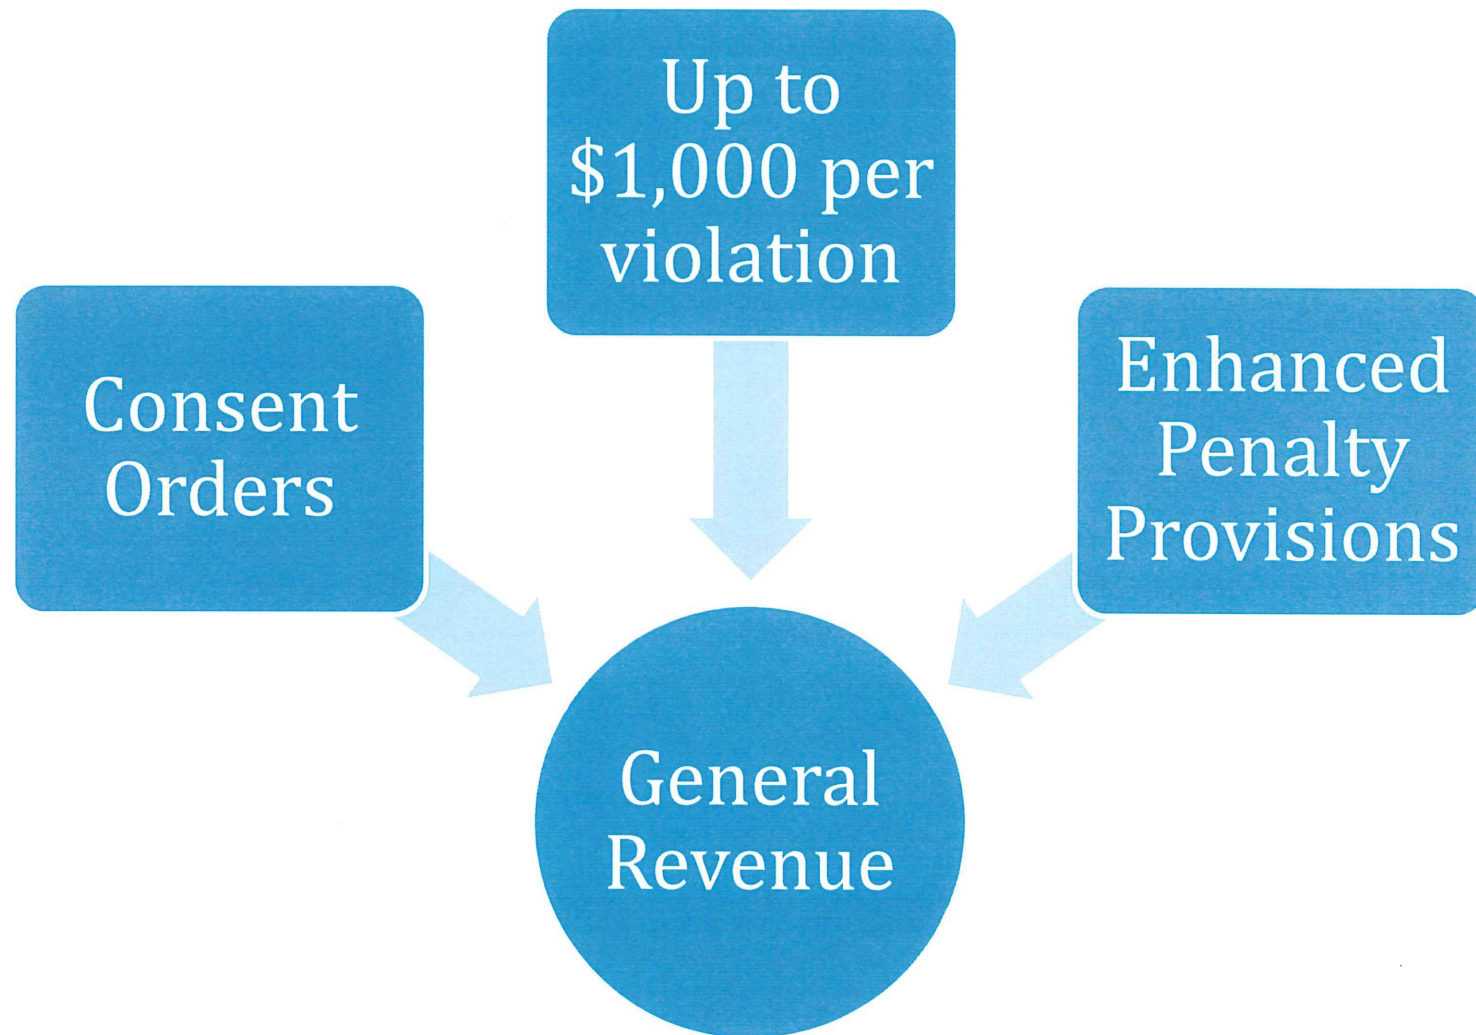 Up to
$1,000 per
violation
Consent
Orders
Enhanced
Penalty
Provisions
General
Revenue